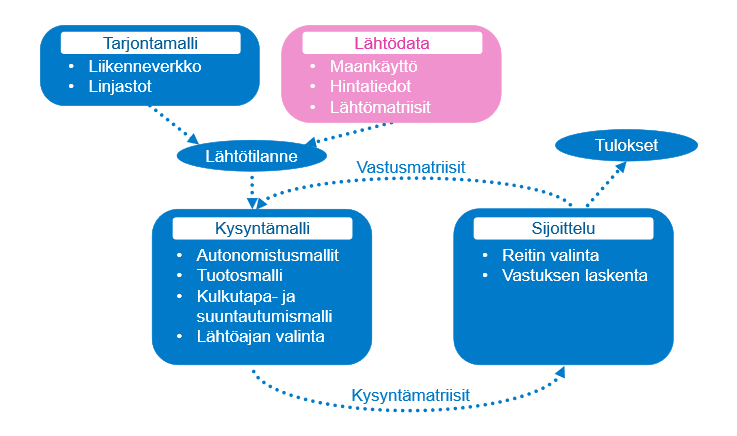 Tarjontamalli
• Liikenneverkko
• Linjastot
Lähtödata
• Maankäyttö
• Hintatiedot
• Lähtömatriisit
Lähtötilanne
Vastusmatriisit
Tulokset
Kysyntämalli
• Autonomistusmallit
• Tuotosmalli
• Kulkutapa- ja
suuntautumismalli
• Lähtöajan valinta
Sijoittelu
• Reitin valinta
• Vastuksen laskenta
Kysyntämatriisit